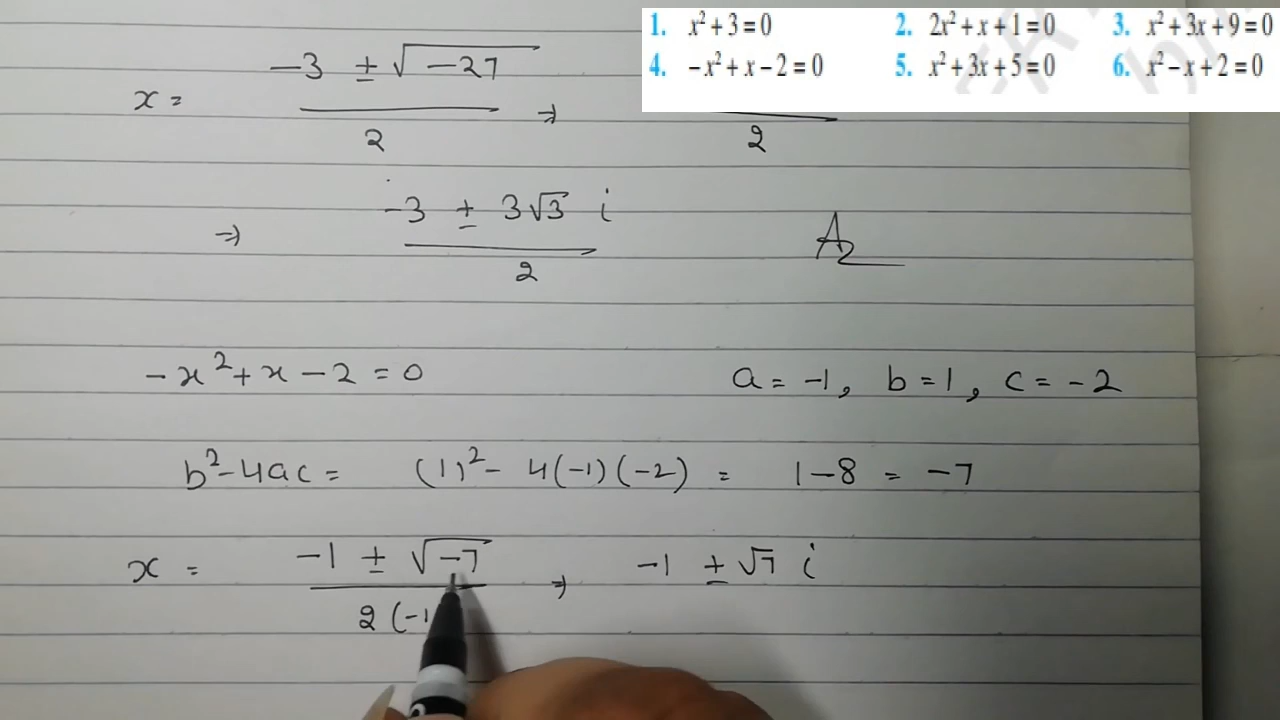 1. x²+3=0 2. 2x²+x+1=0 3. x²+3x+9=0
4. -x²+x-2=0 5. x²+3x+5=0 6. x²-x+2=0
x = (-3 ± √-27)/2 ⇒ /2
⇒ (-3 ± 3√3 i)/2
-x²+x-2=0 a=-1, b=1, c=-2
b²-4ac = (1)²-4(-1)(-2) = 1-8 = -7
x = (-1 ± √-7)/2(-1 ⇒ -1 ± √7 i